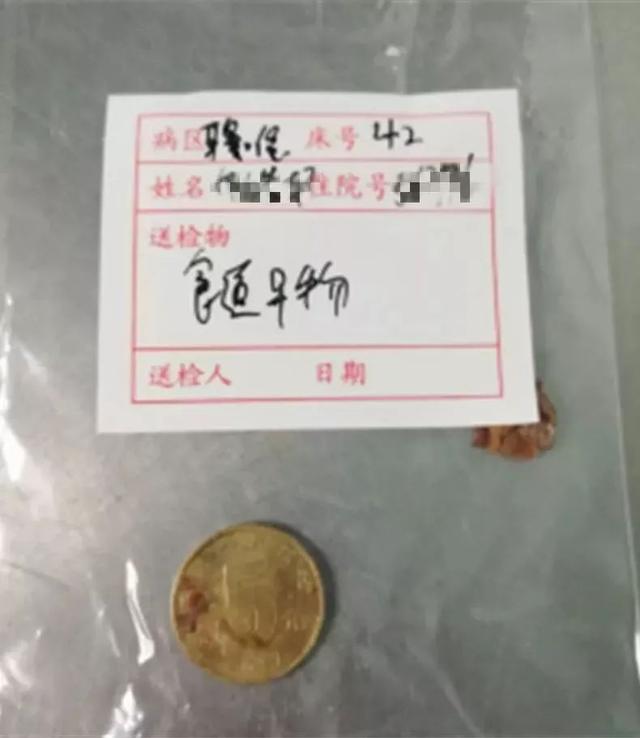 病区 床号 42
姓名 住院号
送检物
食道异物
送检人 日期